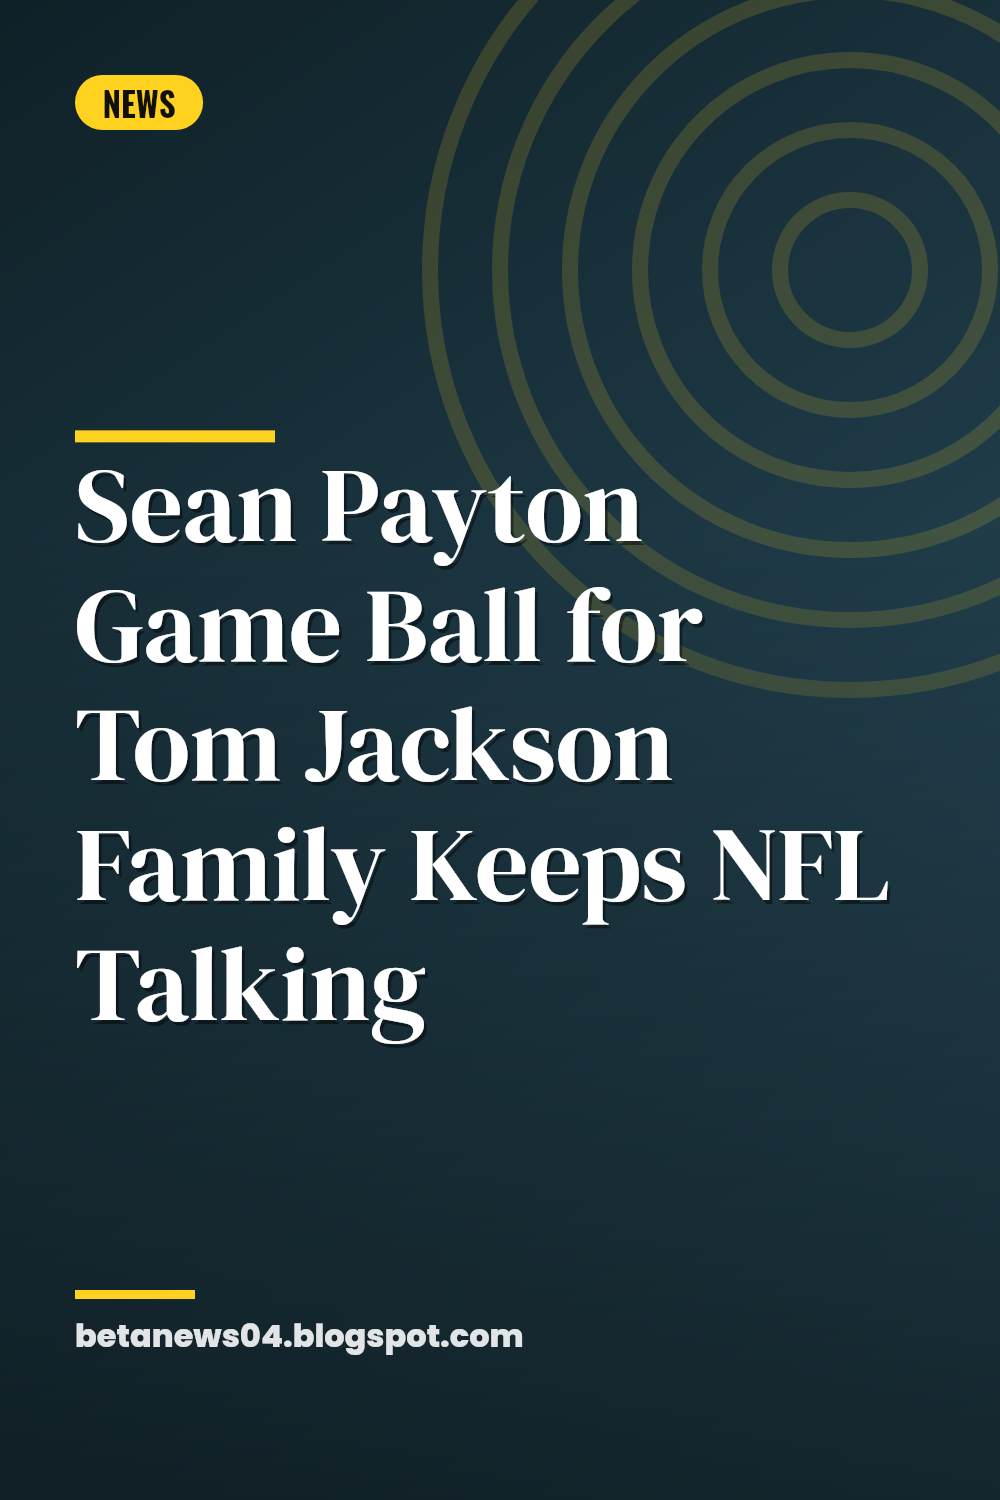 NEWS
Sean Payton
Game Ball for
Tom Jackson
Family Keeps NFL
Talking
betanews04.blogspot.com